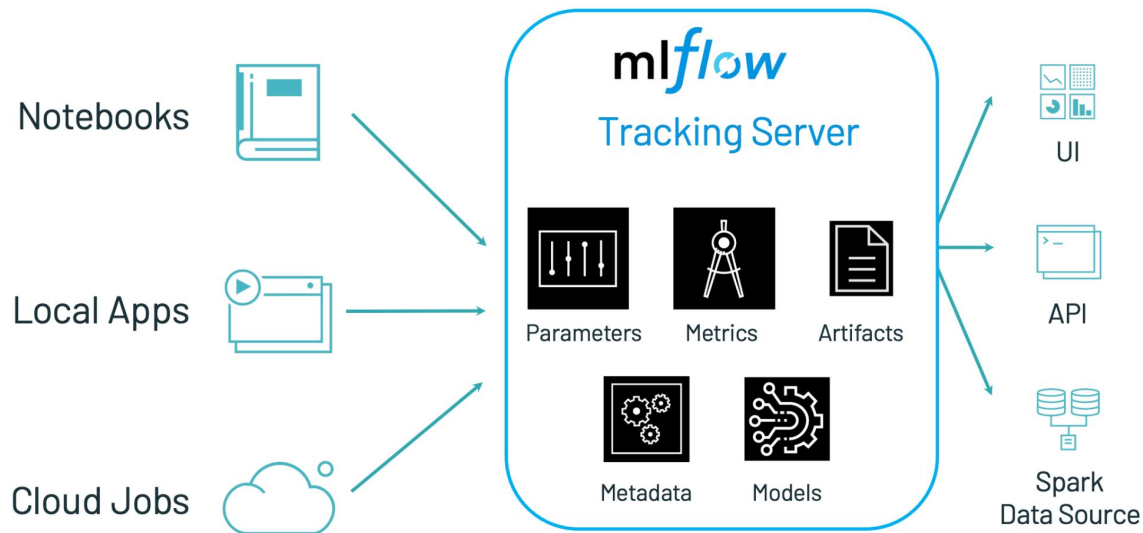 Notebooks
Local Apps
Cloud Jobs
mlflow
Tracking Server
Parameters
Metrics
Artifacts
Metadata
Models
UI
>_
API
Spark
Data Source